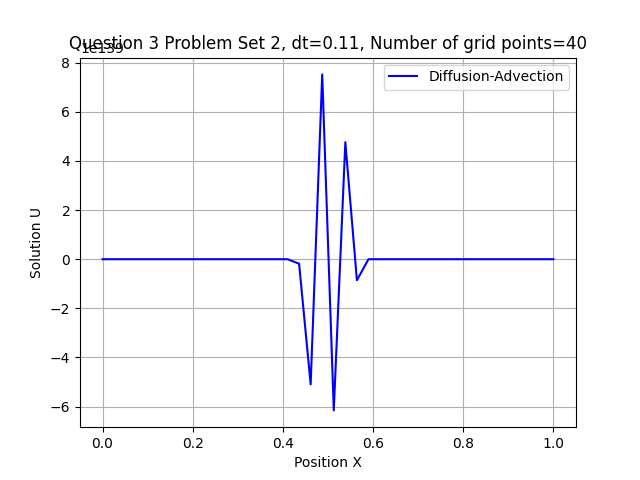 Question 3 Problem Set 2, dt=0.11, Number of grid points=40
1e139
8
6
4
2
0
−2
−4
−6
Solution U
Diffusion-Advection
0.0 0.2 0.4 0.6 0.8 1.0
Position X